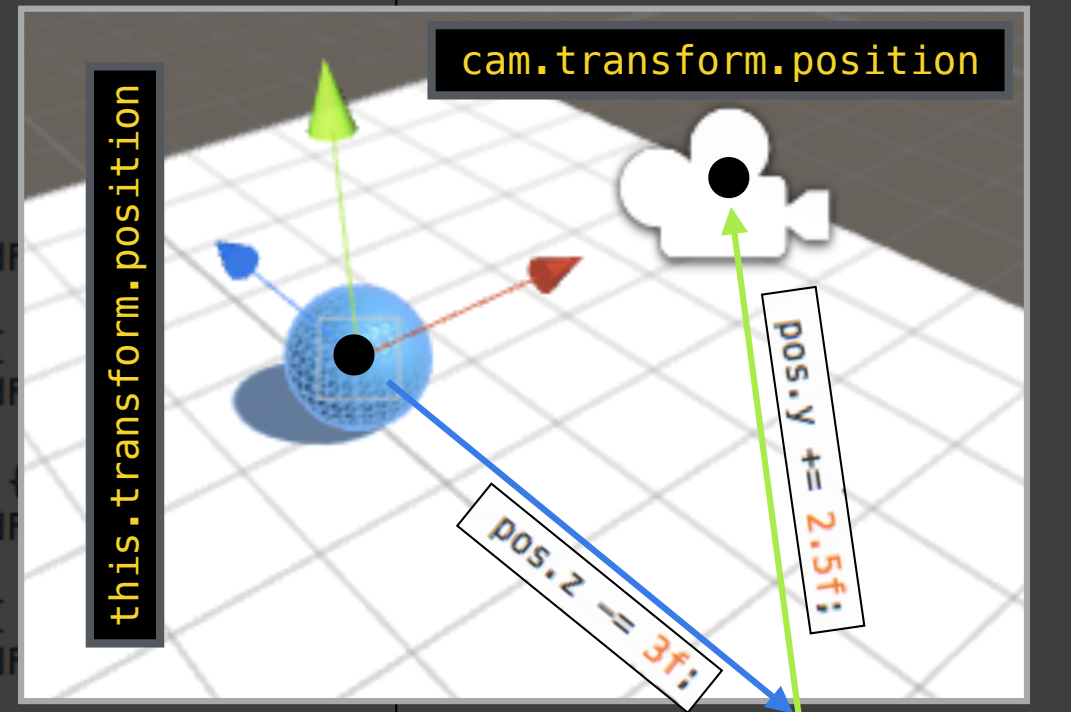 cam.transform.position
this.transform.position
pos.y += 2.5f;
pos.z -= 3f;